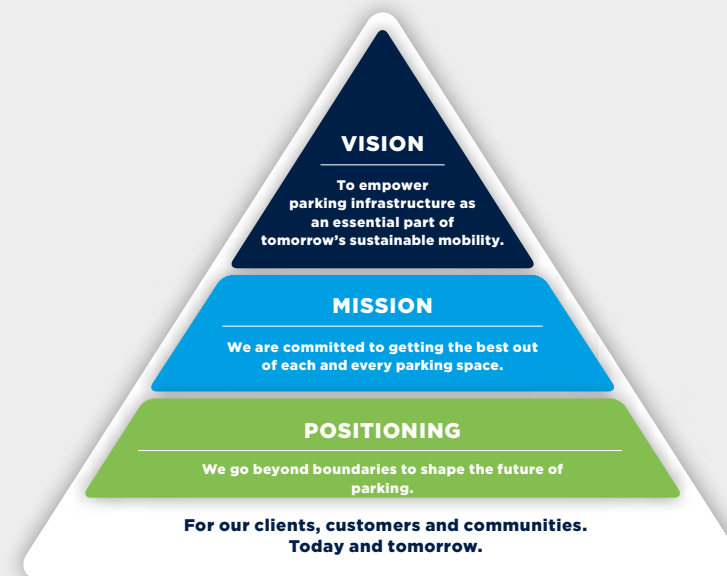 VISION
To empower
parking infrastructure as
an essential part of
tomorrow's sustainable mobility.
MISSION
We are committed to getting the best out
of each and every parking space.
POSITIONING
We go beyond boundaries to shape the future of
parking.
For our clients, customers and communities.
Today and tomorrow.